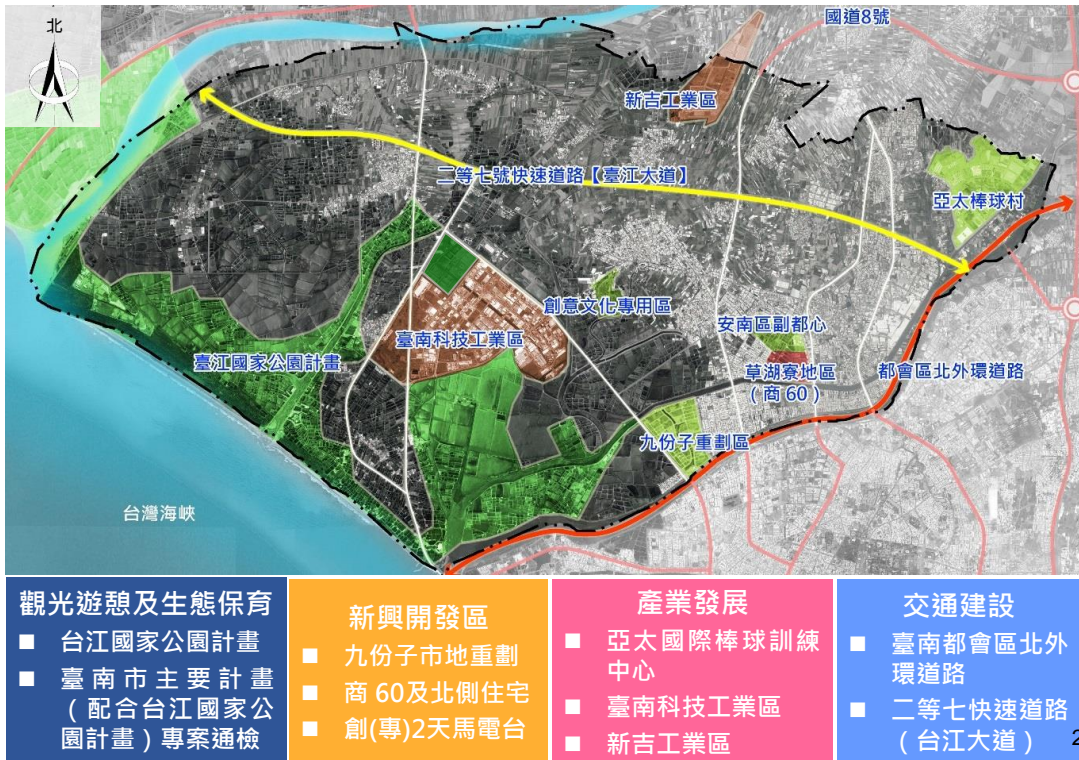 北
國道8號
新吉工業區
二等七號快速道路【臺江大道】
亞太棒球村
創意文化專用區
安南區副都心
臺南科技工業區
臺江國家公園計畫
草湖寮地區
（商 60）
都會區北外環道路
九份子重劃區
台灣海峽
觀光遊憩及生態保育
■ 台江國家公園計畫
■ 臺南市主要計畫
（配合台江國家公
園計畫）專案通檢
新興開發區
■ 九份子市地重劃
■ 商 60及北側住宅
■ 創(專)2天馬電台
產業發展
■ 亞太國際棒球訓練
中心
■ 臺南科技工業區
■ 新吉工業區
交通建設
■ 臺南都會區北外
環道路
■ 二等七快速道路
（台江大道）
2